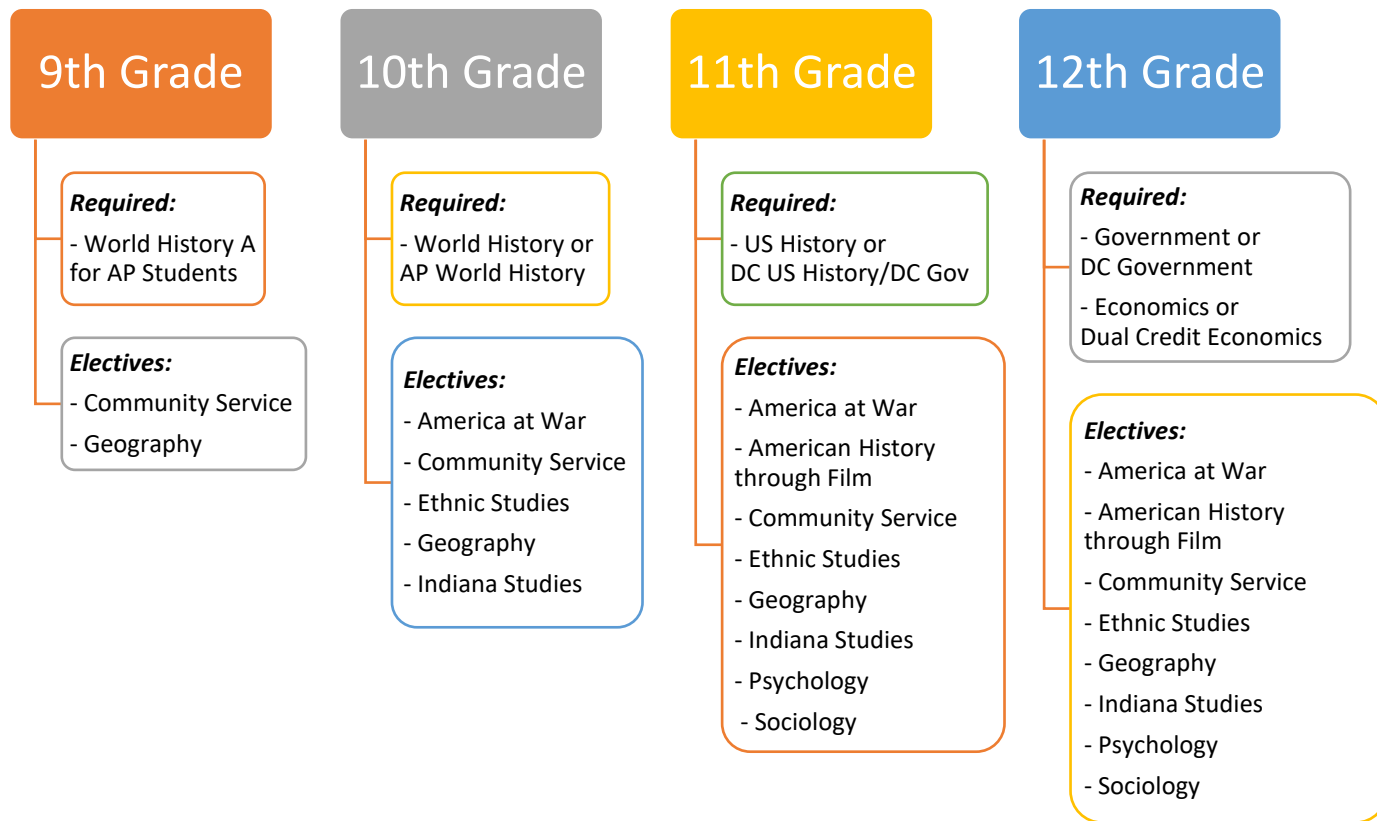 9th Grade
Required:
- World History A
for AP Students
Electives:
- Community Service
- Geography
10th Grade
Required:
- World History or
AP World History
Electives:
- America at War
- Community Service
- Ethnic Studies
- Geography
- Indiana Studies
11th Grade
Required:
- US History or
DC US History/DC Gov
Electives:
- America at War
- American History
through Film
- Community Service
- Ethnic Studies
- Geography
- Indiana Studies
- Psychology
- Sociology
12th Grade
Required:
- Government or
DC Government
- Economics or
Dual Credit Economics
Electives:
- America at War
- American History
through Film
- Community Service
- Ethnic Studies
- Geography
- Indiana Studies
- Psychology
- Sociology